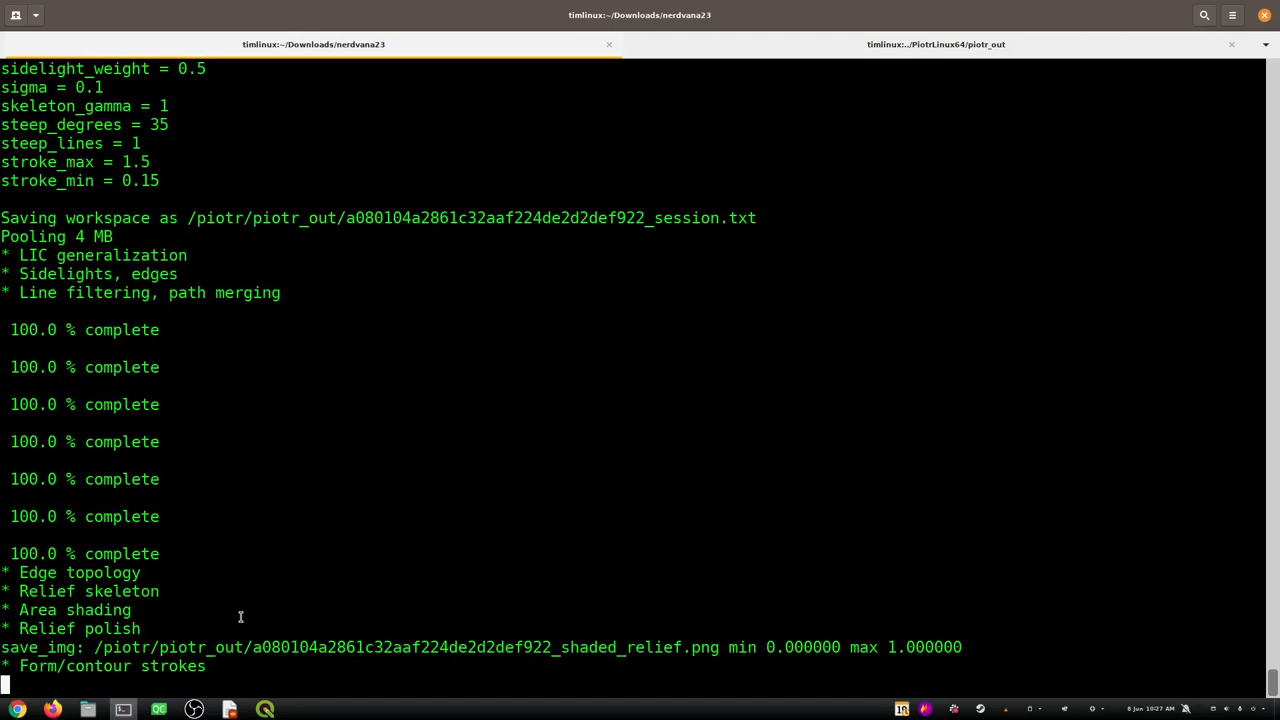 timlinux:~/Downloads/nerdvana23
timlinux:~/Downloads/nerdvana23
timlinux:../PiotrLinux64/piotr_out
sidelight_weight = 0.5
sigma = 0.1
skeleton_gamma = 1
steep_degrees = 35
steep_lines = 1
stroke_max = 1.5
stroke_min = 0.15
Saving workspace as /piotr/piotr_out/a080104a2861c32aaf224de2d2def922_session.txt
Pooling 4 MB
* LIC generalization
* Sidelights, edges
* Line filtering, path merging
100.0 % complete
100.0 % complete
100.0 % complete
100.0 % complete
100.0 % complete
100.0 % complete
100.0 % complete
* Edge topology
* Relief skeleton
* Area shading
* Relief polish
save_img: /piotr/piotr_out/a080104a2861c32aaf224de2d2def922_shaded_relief.png min 0.000000 max 1.000000
* Form/contour strokes
QC
8 Jun 10:27 AM